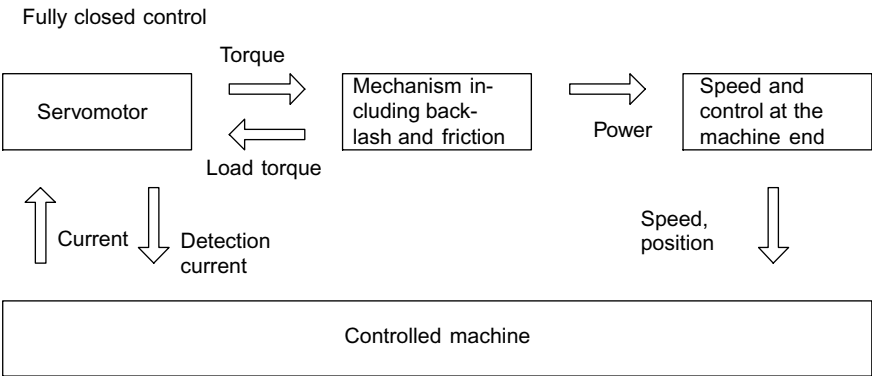 Fully closed control
Torque
Servomotor
Mechanism in-
cluding back-
lash and friction
Speed and
control at the
machine end
Load torque
Power
Current
Detection
current
Speed,
position
Controlled machine